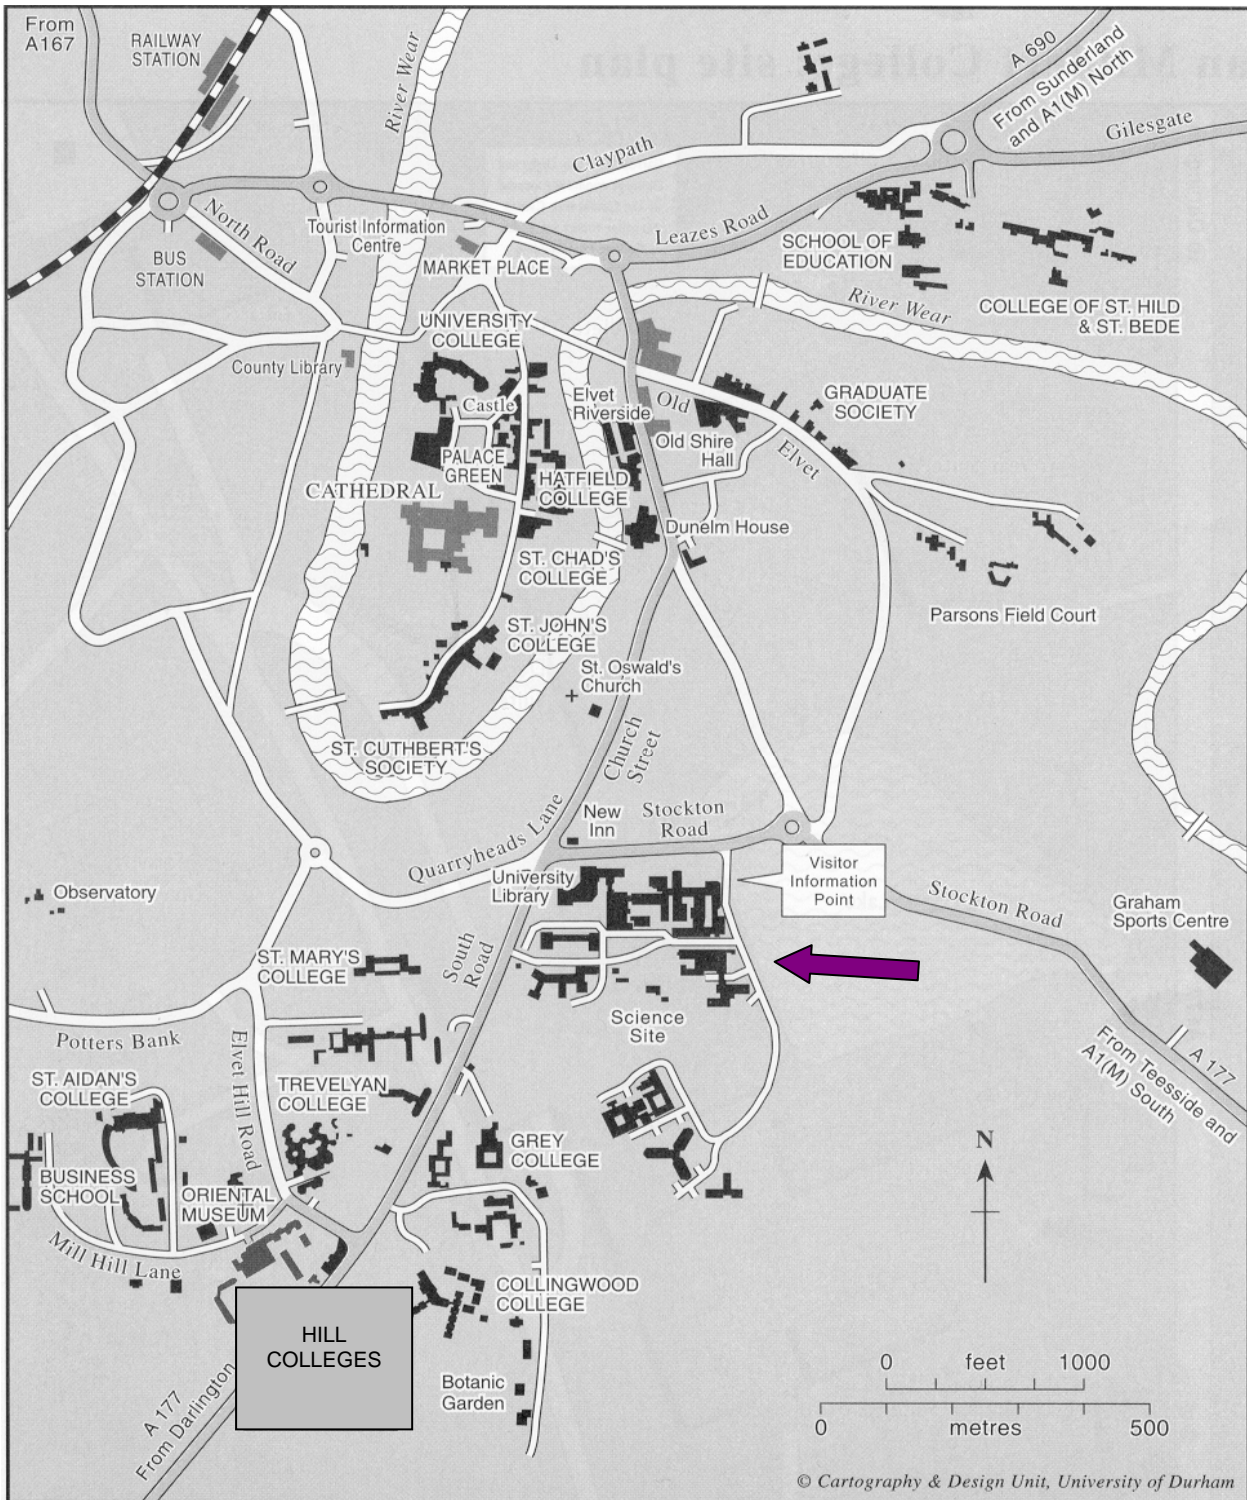 From
A167
RAILWAY
STATION
River Wear
A 690
From Sunderland
and A1(M) North
Gilesgate
Claypath
Leazes Road
North Road
Tourist Information
Centre
MARKET PLACE
BUS
STATION
SCHOOL OF
EDUCATION
River Wear
COLLEGE OF ST. HILD
& ST. BEDE
UNIVERSITY
COLLEGE
County Library
Castle
Elvet
Riverside
Old
Elvet
GRADUATE
SOCIETY
Old Shire
Hall
PALACE
GREEN
HATFIELD
COLLEGE
CATHEDRAL
Dunelm House
ST. CHAD'S
COLLEGE
Parsons Field Court
ST. JOHN'S
COLLEGE
St. Oswald's
Church
ST. CUTHBERT'S
SOCIETY
Church
Street
New
Inn
Stockton
Road
Quarryheads Lane
University
Library
Visitor
Information
Point
Stockton Road
Observatory
Graham
Sports Centre
ST. MARY'S
COLLEGE
South
Road
Science
Site
Potters Bank
Elvet Hill Road
A 177
From Teesside and
A1(M) South
ST. AIDAN'S
COLLEGE
TREVELYAN
COLLEGE
GREY
COLLEGE
N
BUSINESS
SCHOOL
ORIENTAL
MUSEUM
Mill Hill Lane
COLLINGWOOD
COLLEGE
HILL
COLLEGES
Botanic
Garden
A 177
From Darlington
0 feet 1000
0 metres 500
© Cartography & Design Unit, University of Durham